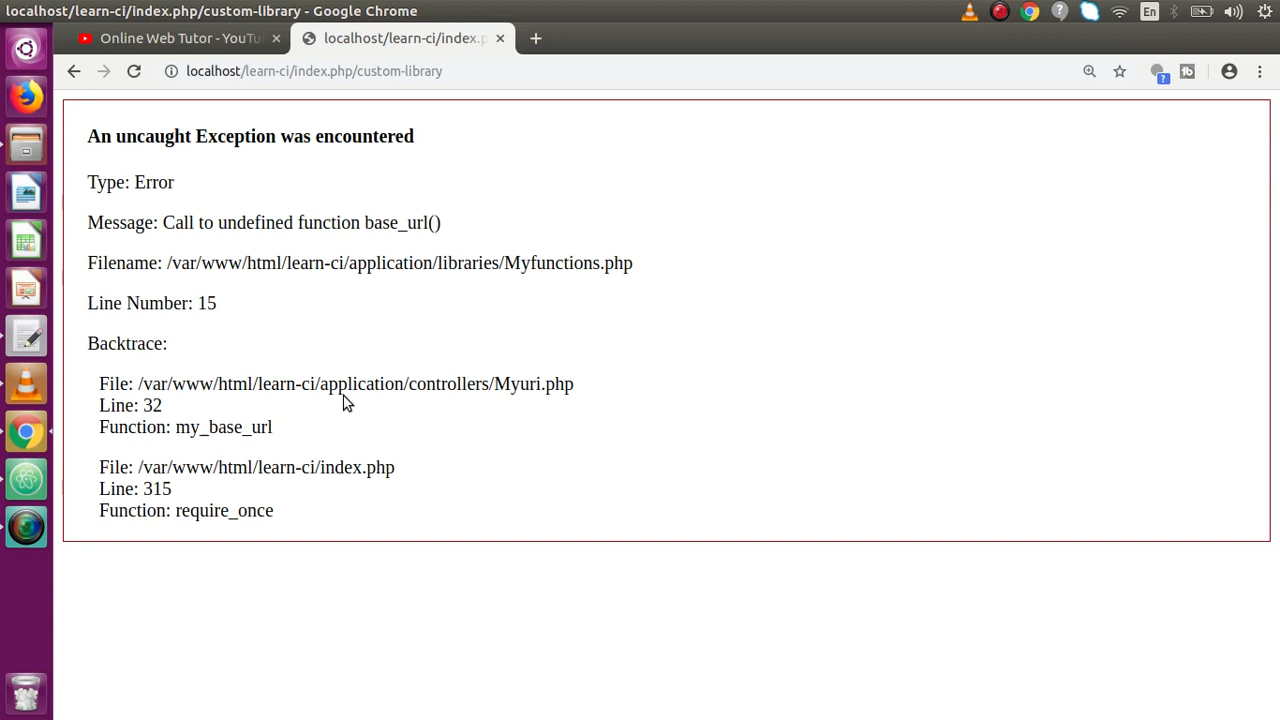 localhost/learn-ci/index.php/custom-library - Google Chrome
En
Online Web Tutor - YouTu
localhost/learn-ci/index.p
localhost/learn-ci/index.php/custom-library
An uncaught Exception was encountered
Type: Error
Message: Call to undefined function base_url()
Filename: /var/www/html/learn-ci/application/libraries/Myfunctions.php
Line Number: 15
Backtrace:
File: /var/www/html/learn-ci/application/controllers/Myuri.php
Line: 32
Function: my_base_url
File: /var/www/html/learn-ci/index.php
Line: 315
Function: require_once